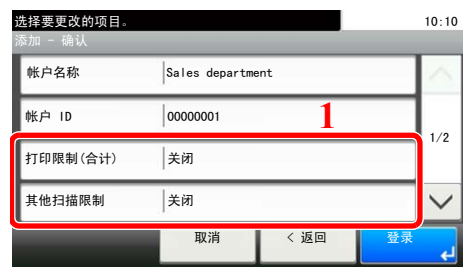 选择要更改的项目。 10:10
添加 - 确认
帐户名称 Sales department
帐户 ID 00000001 1
1/2
打印限制(合计) 关闭
其他扫描限制 关闭
取消 < 返回 登录